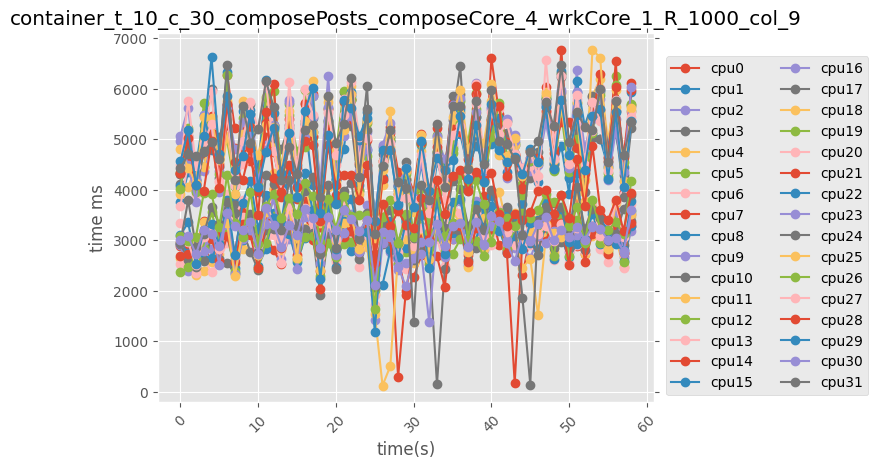 container_t_10_c_30_composePosts_composeCore_4_wrkCore_1_R_1000_col_9
7000
6000
5000
4000
3000
2000
1000
0
time ms
0 10 20 30 40 50 60
time(s)
cpu0 cpu16
cpu1 cpu17
cpu2 cpu18
cpu3 cpu19
cpu4 cpu20
cpu5 cpu21
cpu6 cpu22
cpu7 cpu23
cpu8 cpu24
cpu9 cpu25
cpu10 cpu26
cpu11 cpu27
cpu12 cpu28
cpu13 cpu29
cpu14 cpu30
cpu15 cpu31